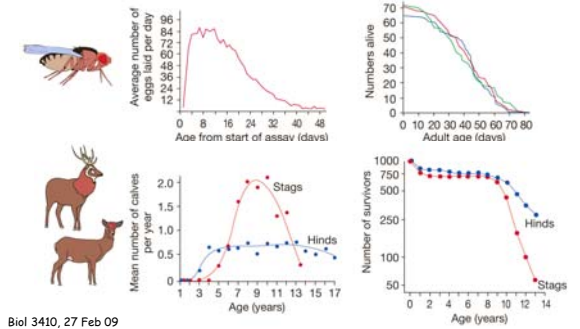 Average number of
eggs laid per day
96
84
72
60
48
36
24
12
0 8 16 24 32 40 48
Age from start of assay (days)
Numbers alive
70
60
50
40
30
20
10
0
0 10 20 30 40 50 60 70 80
Adult age (days)
Mean number of calves
per year
2.0
1.5
1.0
0.5
0
Stags
Hinds
1 3 5 7 9 11 13 15 17
Age (years)
Number of survivors
1000
500
250
100
50
Hinds
Stags
0 2 4 6 8 10 12 14
Age (years)
Biol 3410, 27 Feb 09